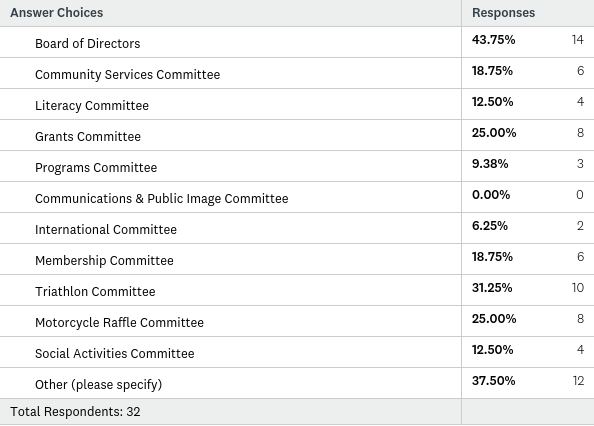 Answer Choices Responses
Board of Directors 43.75% 14
Community Services Committee 18.75% 6
Literacy Committee 12.50% 4
Grants Committee 25.00% 8
Programs Committee 9.38% 3
Communications & Public Image Committee 0.00% 0
International Committee 6.25% 2
Membership Committee 18.75% 6
Triathlon Committee 31.25% 10
Motorcycle Raffle Committee 25.00% 8
Social Activities Committee 12.50% 4
Other (please specify) 37.50% 12
Total Respondents: 32